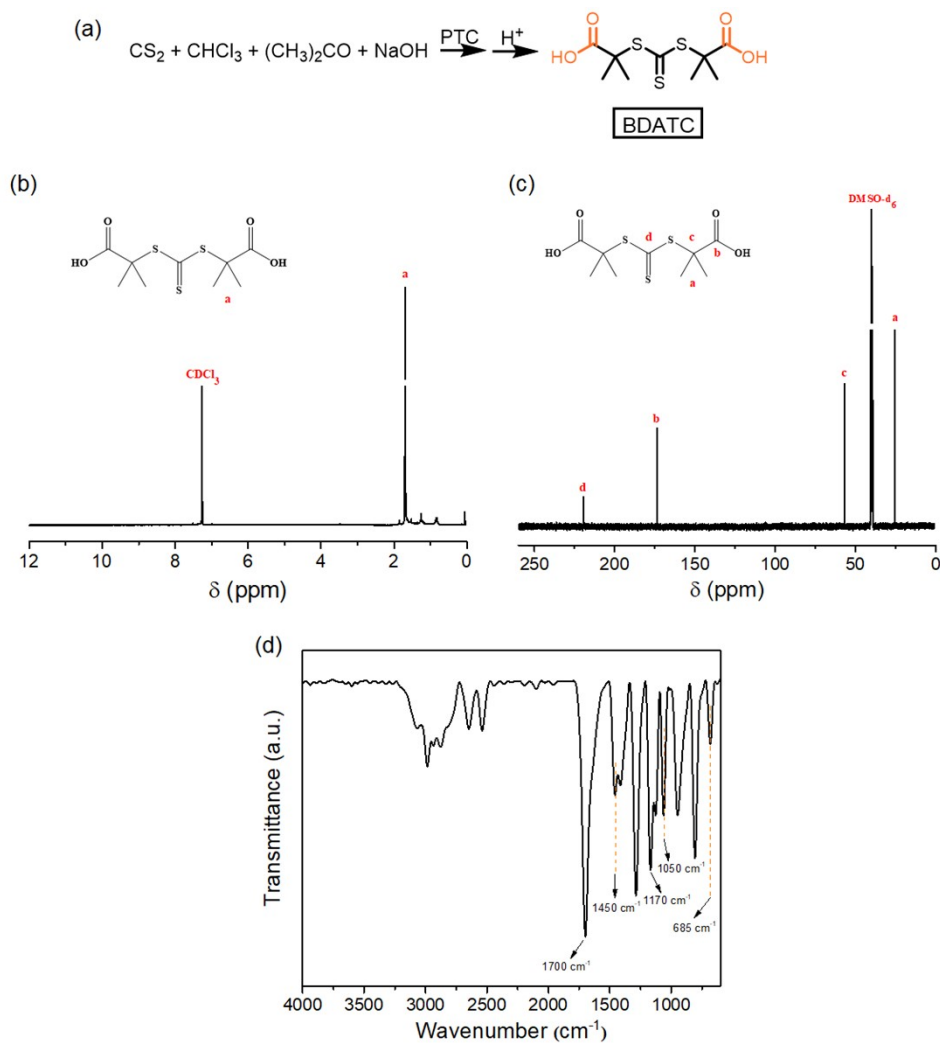 (a)
CS₂ + CHCl₃ + (CH₃)₂CO + NaOH
PTC
H⁺
O
HO
S
S
S
O
OH
BDATC
(b)
O
HO
S
S
S
O
OH
a
a
CDCl₃
12
10
8
6
4
2
0
δ (ppm)
(c)
DMSO-d₆
O
HO
S
d
S
S
c
O
b
OH
a
a
c
b
d
250
200
150
100
50
0
δ (ppm)
(d)
Transmittance (a.u.)
1050 cm⁻¹
1450 cm⁻¹
1170 cm⁻¹
685 cm⁻¹
1700 cm⁻¹
4000
3500
3000
2500
2000
1500
1000
Wavenumber (cm⁻¹)